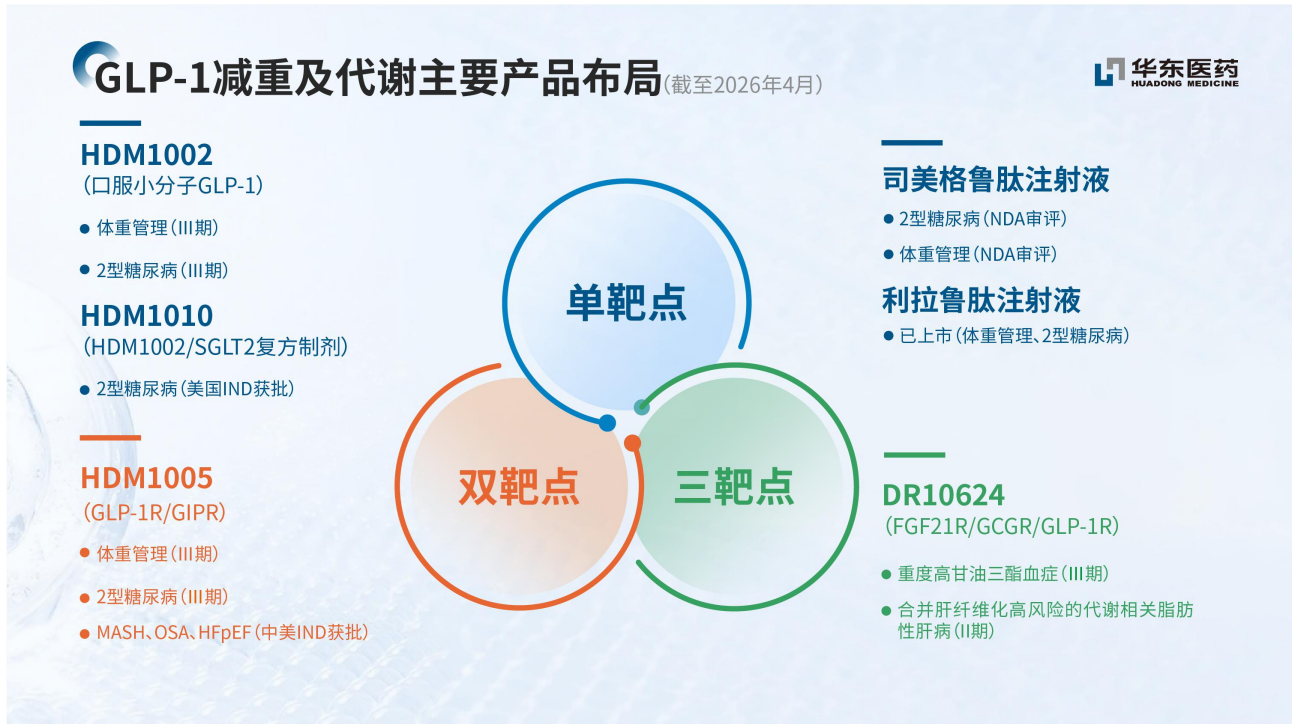 GLP-1减重及代谢主要产品布局(截至2026年4月)
华东医药
HUADONG MEDICINE
HDM1002
(口服小分子GLP-1)
体重管理(III期)
2型糖尿病(III期)
HDM1010
(HDM1002/SGLT2复方制剂)
2型糖尿病(美国IND获批)
HDM1005
(GLP-1R/GIPR)
体重管理(III期)
2型糖尿病(III期)
MASH、OSA、HFpEF(中美IND获批)
单靶点
双靶点
三靶点
司美格鲁肽注射液
2型糖尿病(NDA审评)
体重管理(NDA审评)
利拉鲁肽注射液
已上市(体重管理、2型糖尿病)
DR10624
(FGF21R/GCGR/GLP-1R)
重度高甘油三酯血症(III期)
合并肝纤维化高风险的代谢相关脂肪
性肝病(II期)